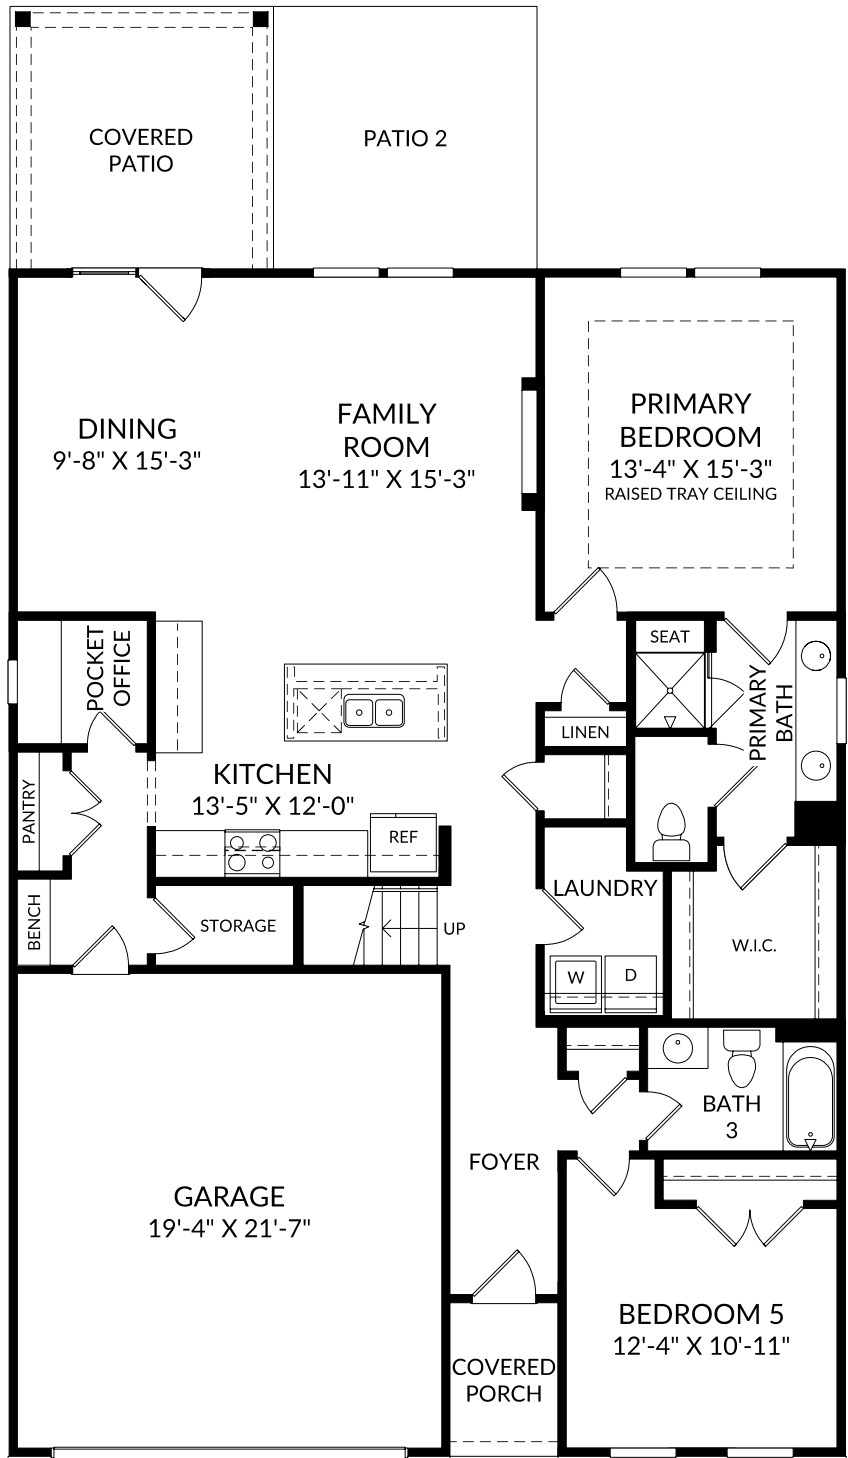 COVERED
PATIO
PATIO 2
DINING
9'-8" X 15'-3"
FAMILY
ROOM
13'-11" X 15'-3"
PRIMARY
BEDROOM
13'-4" X 15'-3"
RAISED TRAY CEILING
POCKET
OFFICE
SEAT
PRIMARY
BATH
LINEN
KITCHEN
13'-5" X 12'-0"
PANTRY
REF
LAUNDRY
BENCH
STORAGE
UP
W.I.C.
W
D
BATH
3
FOYER
GARAGE
19'-4" X 21'-7"
BEDROOM 5
12'-4" X 10'-11"
COVERED
PORCH